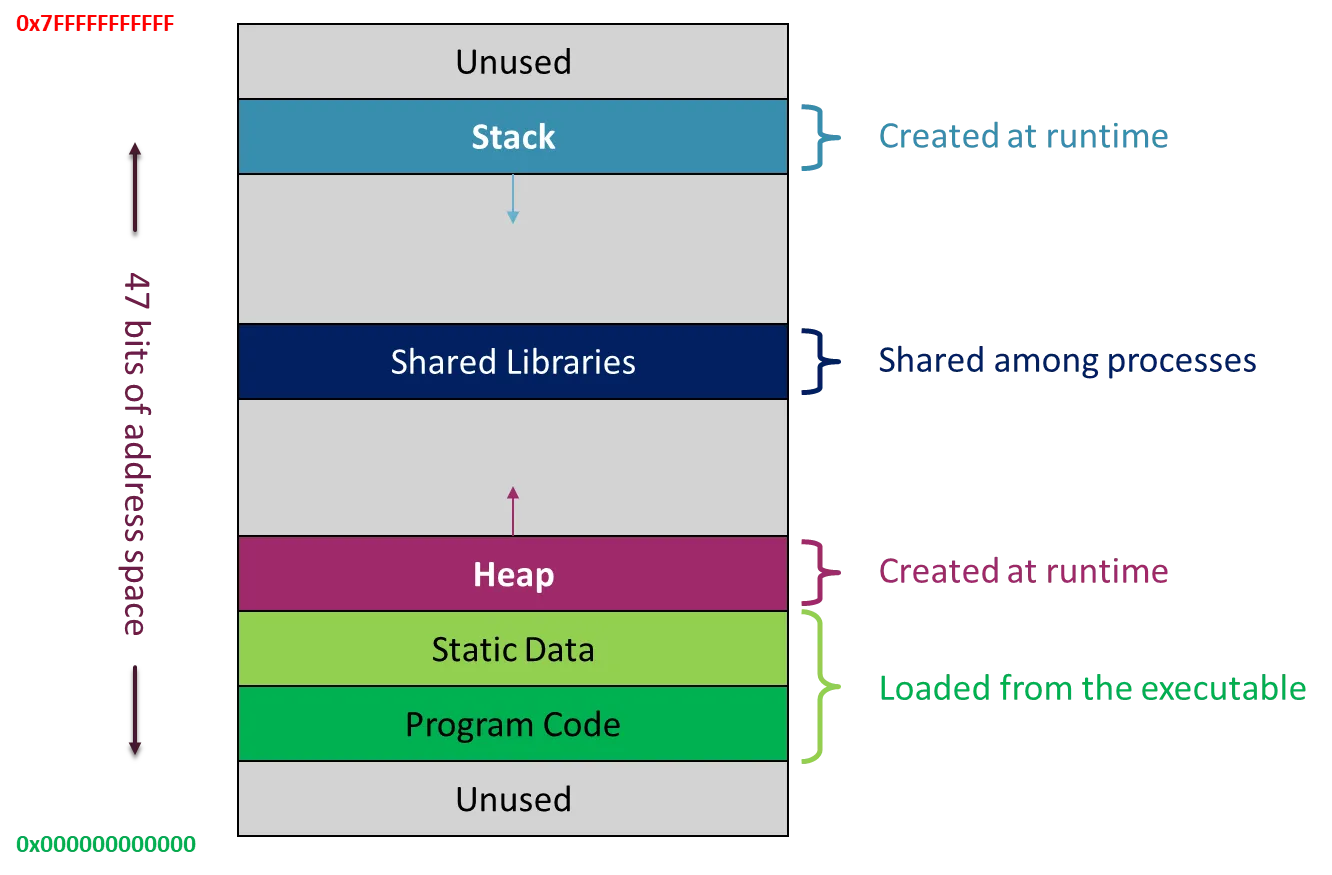 0x7FFFFFFFFFFF
Unused
Stack
Created at runtime
47 bits of address space
Shared Libraries
Shared among processes
Heap
Created at runtime
Static Data
Loaded from the executable
Program Code
Unused
0x000000000000